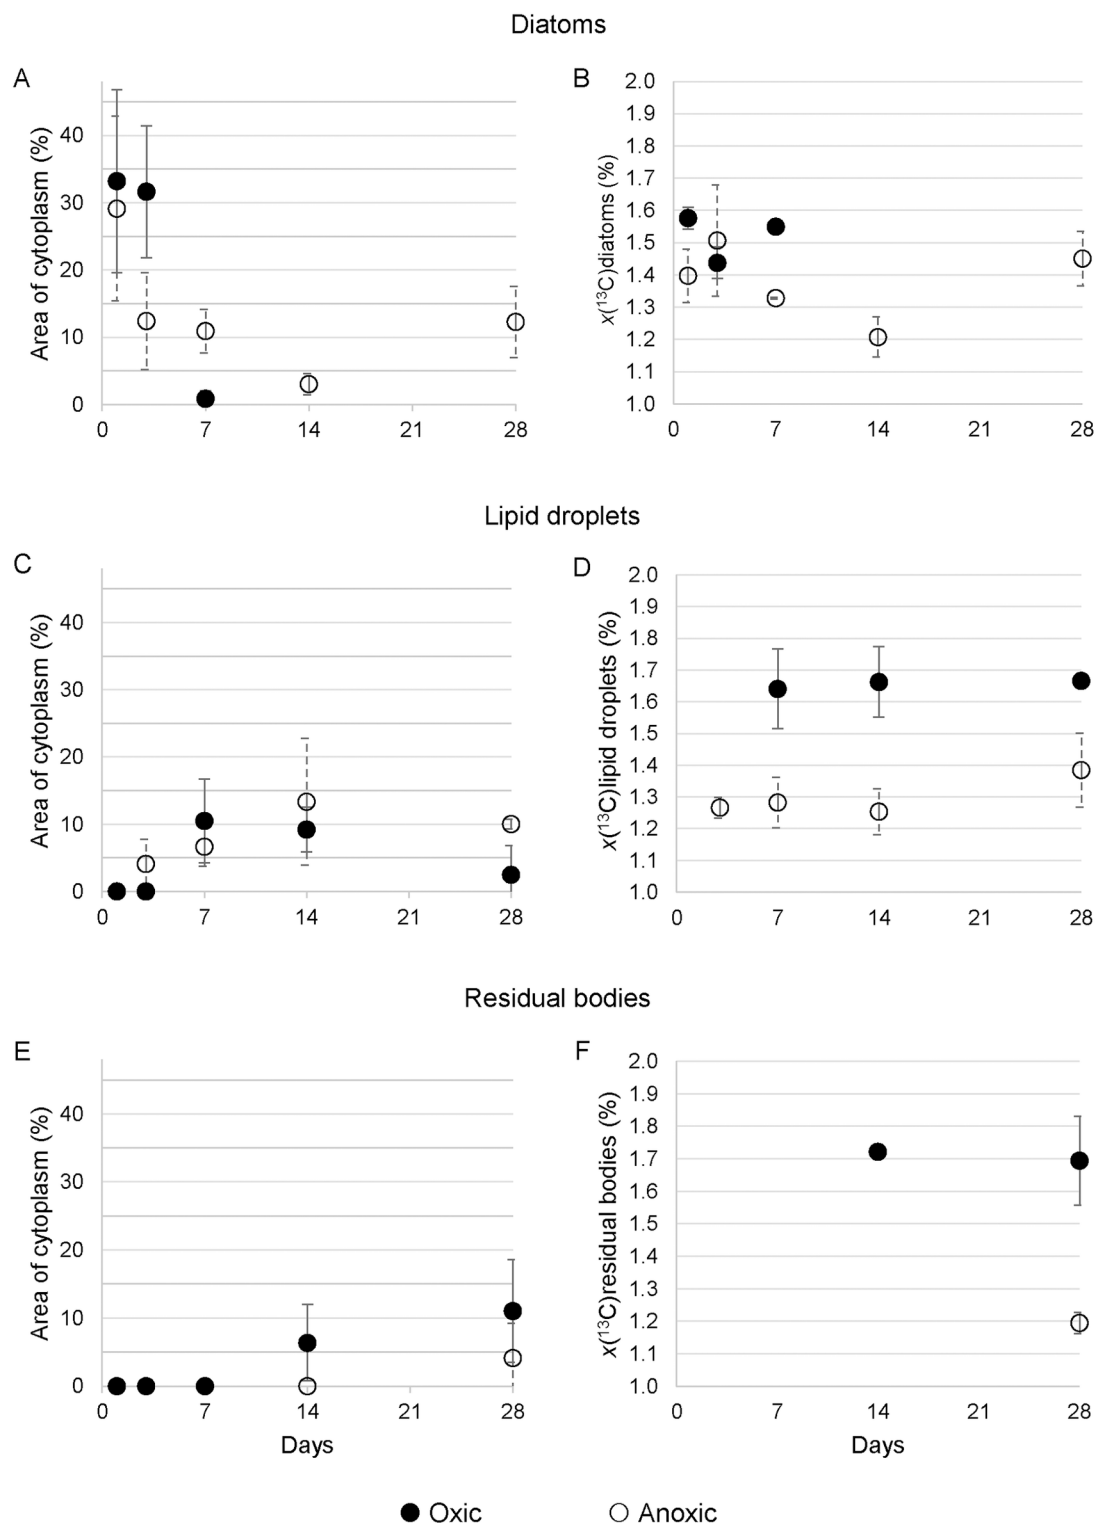 Diatoms
A
Area of cytoplasm (%)
40
30
20
10
0
0 7 14 21 28
B
x(¹³C)diatoms (%)
2.0
1.9
1.8
1.7
1.6
1.5
1.4
1.3
1.2
1.1
1.0
0 7 14 21 28
Lipid droplets
C
Area of cytoplasm (%)
40
30
20
10
0
0 7 14 21 28
D
x(¹³C)lipid droplets (%)
2.0
1.9
1.8
1.7
1.6
1.5
1.4
1.3
1.2
1.1
1.0
0 7 14 21 28
Residual bodies
E
Area of cytoplasm (%)
40
30
20
10
0
0 7 14 21 28
Days
F
x(¹³C)residual bodies (%)
2.0
1.9
1.8
1.7
1.6
1.5
1.4
1.3
1.2
1.1
1.0
0 7 14 21 28
Days
Oxic Anoxic